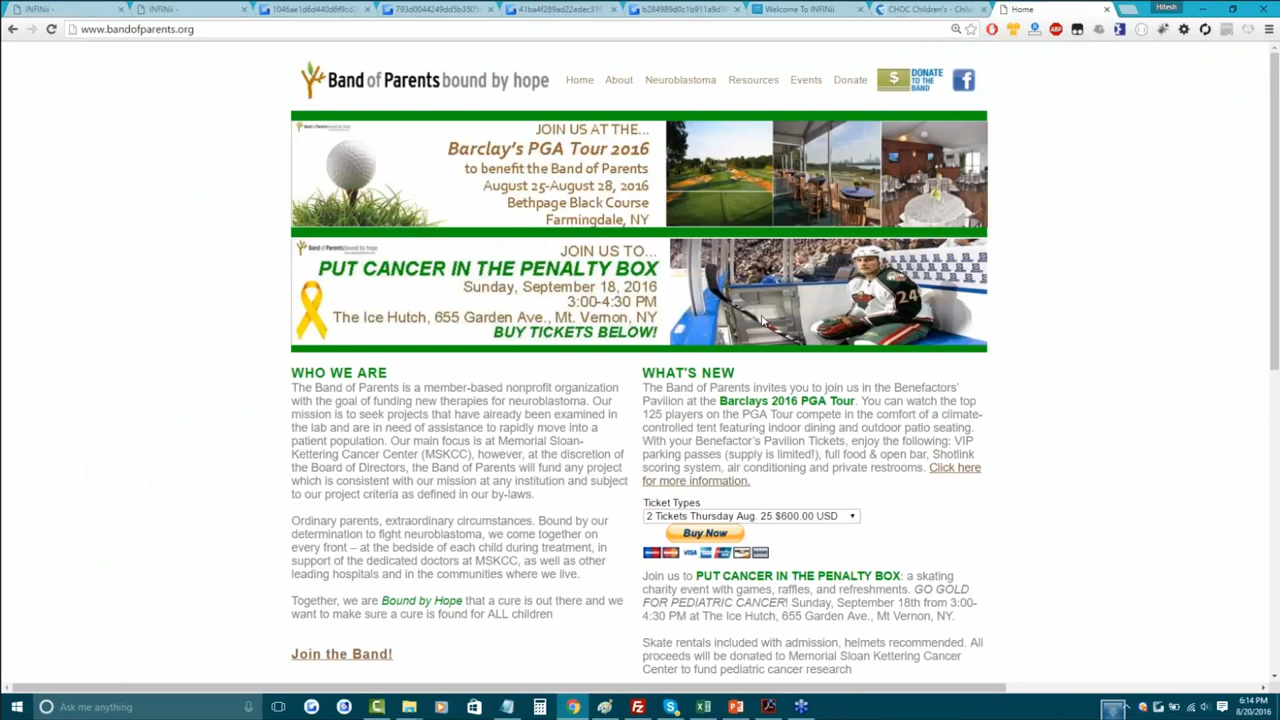 INFINii
INFINii
1046ae1d6d440d6f9cd
793d0044249d5b3505
41ba4f289ad22edec319
b284989d0c1b911a9d3
Welcome To INFINii
CHOC Children's - Child
Home
Hitesh
www.bandofparents.org
Band of Parents bound by hope
Home About Neuroblastoma Resources Events Donate
$ DONATE TO THE BAND
JOIN US AT THE...
Barclay's PGA Tour 2016
to benefit the Band of Parents
August 25-August 28, 2016
Bethpage Black Course
Farmingdale, NY
Band of Parents bound by hope
JOIN US TO...
PUT CANCER IN THE PENALTY BOX
Sunday, September 18, 2016
3:00-4:30 PM
The Ice Hutch, 655 Garden Ave., Mt. Vernon, NY
BUY TICKETS BELOW!
24
WHO WE ARE
The Band of Parents is a member-based nonprofit organization
with the goal of funding new therapies for neuroblastoma. Our
mission is to seek projects that have already been examined in
the lab and are in need of assistance to rapidly move into a
patient population. Our main focus is at Memorial Sloan-
Kettering Cancer Center (MSKCC), however, at the discretion of
the Board of Directors, the Band of Parents will fund any project
which is consistent with our mission at any institution and subject
to our project criteria as defined in our by-laws.
Ordinary parents, extraordinary circumstances. Bound by our
determination to fight neuroblastoma, we come together on
every front – at the bedside of each child during treatment, in
support of the dedicated doctors at MSKCC, as well as other
leading hospitals and in the communities where we live.
Together, we are Bound by Hope that a cure is out there and we
want to make sure a cure is found for ALL children
Join the Band!
WHAT'S NEW
The Band of Parents invites you to join us in the Benefactors'
Pavilion at the Barclays 2016 PGA Tour. You can watch the top
125 players on the PGA Tour compete in the comfort of a climate-
controlled tent featuring indoor dining and outdoor patio seating.
With your Benefactor's Pavilion Tickets, enjoy the following: VIP
parking passes (supply is limited!), full food & open bar, Shotlink
scoring system, air conditioning and private restrooms. Click here
for more information.
Ticket Types
2 Tickets Thursday Aug. 25 $600.00 USD
Buy Now
VISA
Join us to PUT CANCER IN THE PENALTY BOX: a skating
charity event with games, raffles, and refreshments. GO GOLD
FOR PEDIATRIC CANCER! Sunday, September 18th from 3:00-
4:30 PM at The Ice Hutch, 655 Garden Ave., Mt Vernon, NY.
Skate rentals included with admission, helmets recommended. All
proceeds will be donated to Memorial Sloan Kettering Cancer
Center to fund pediatric cancer research
Ask me anything
6:14 PM
8/20/2016